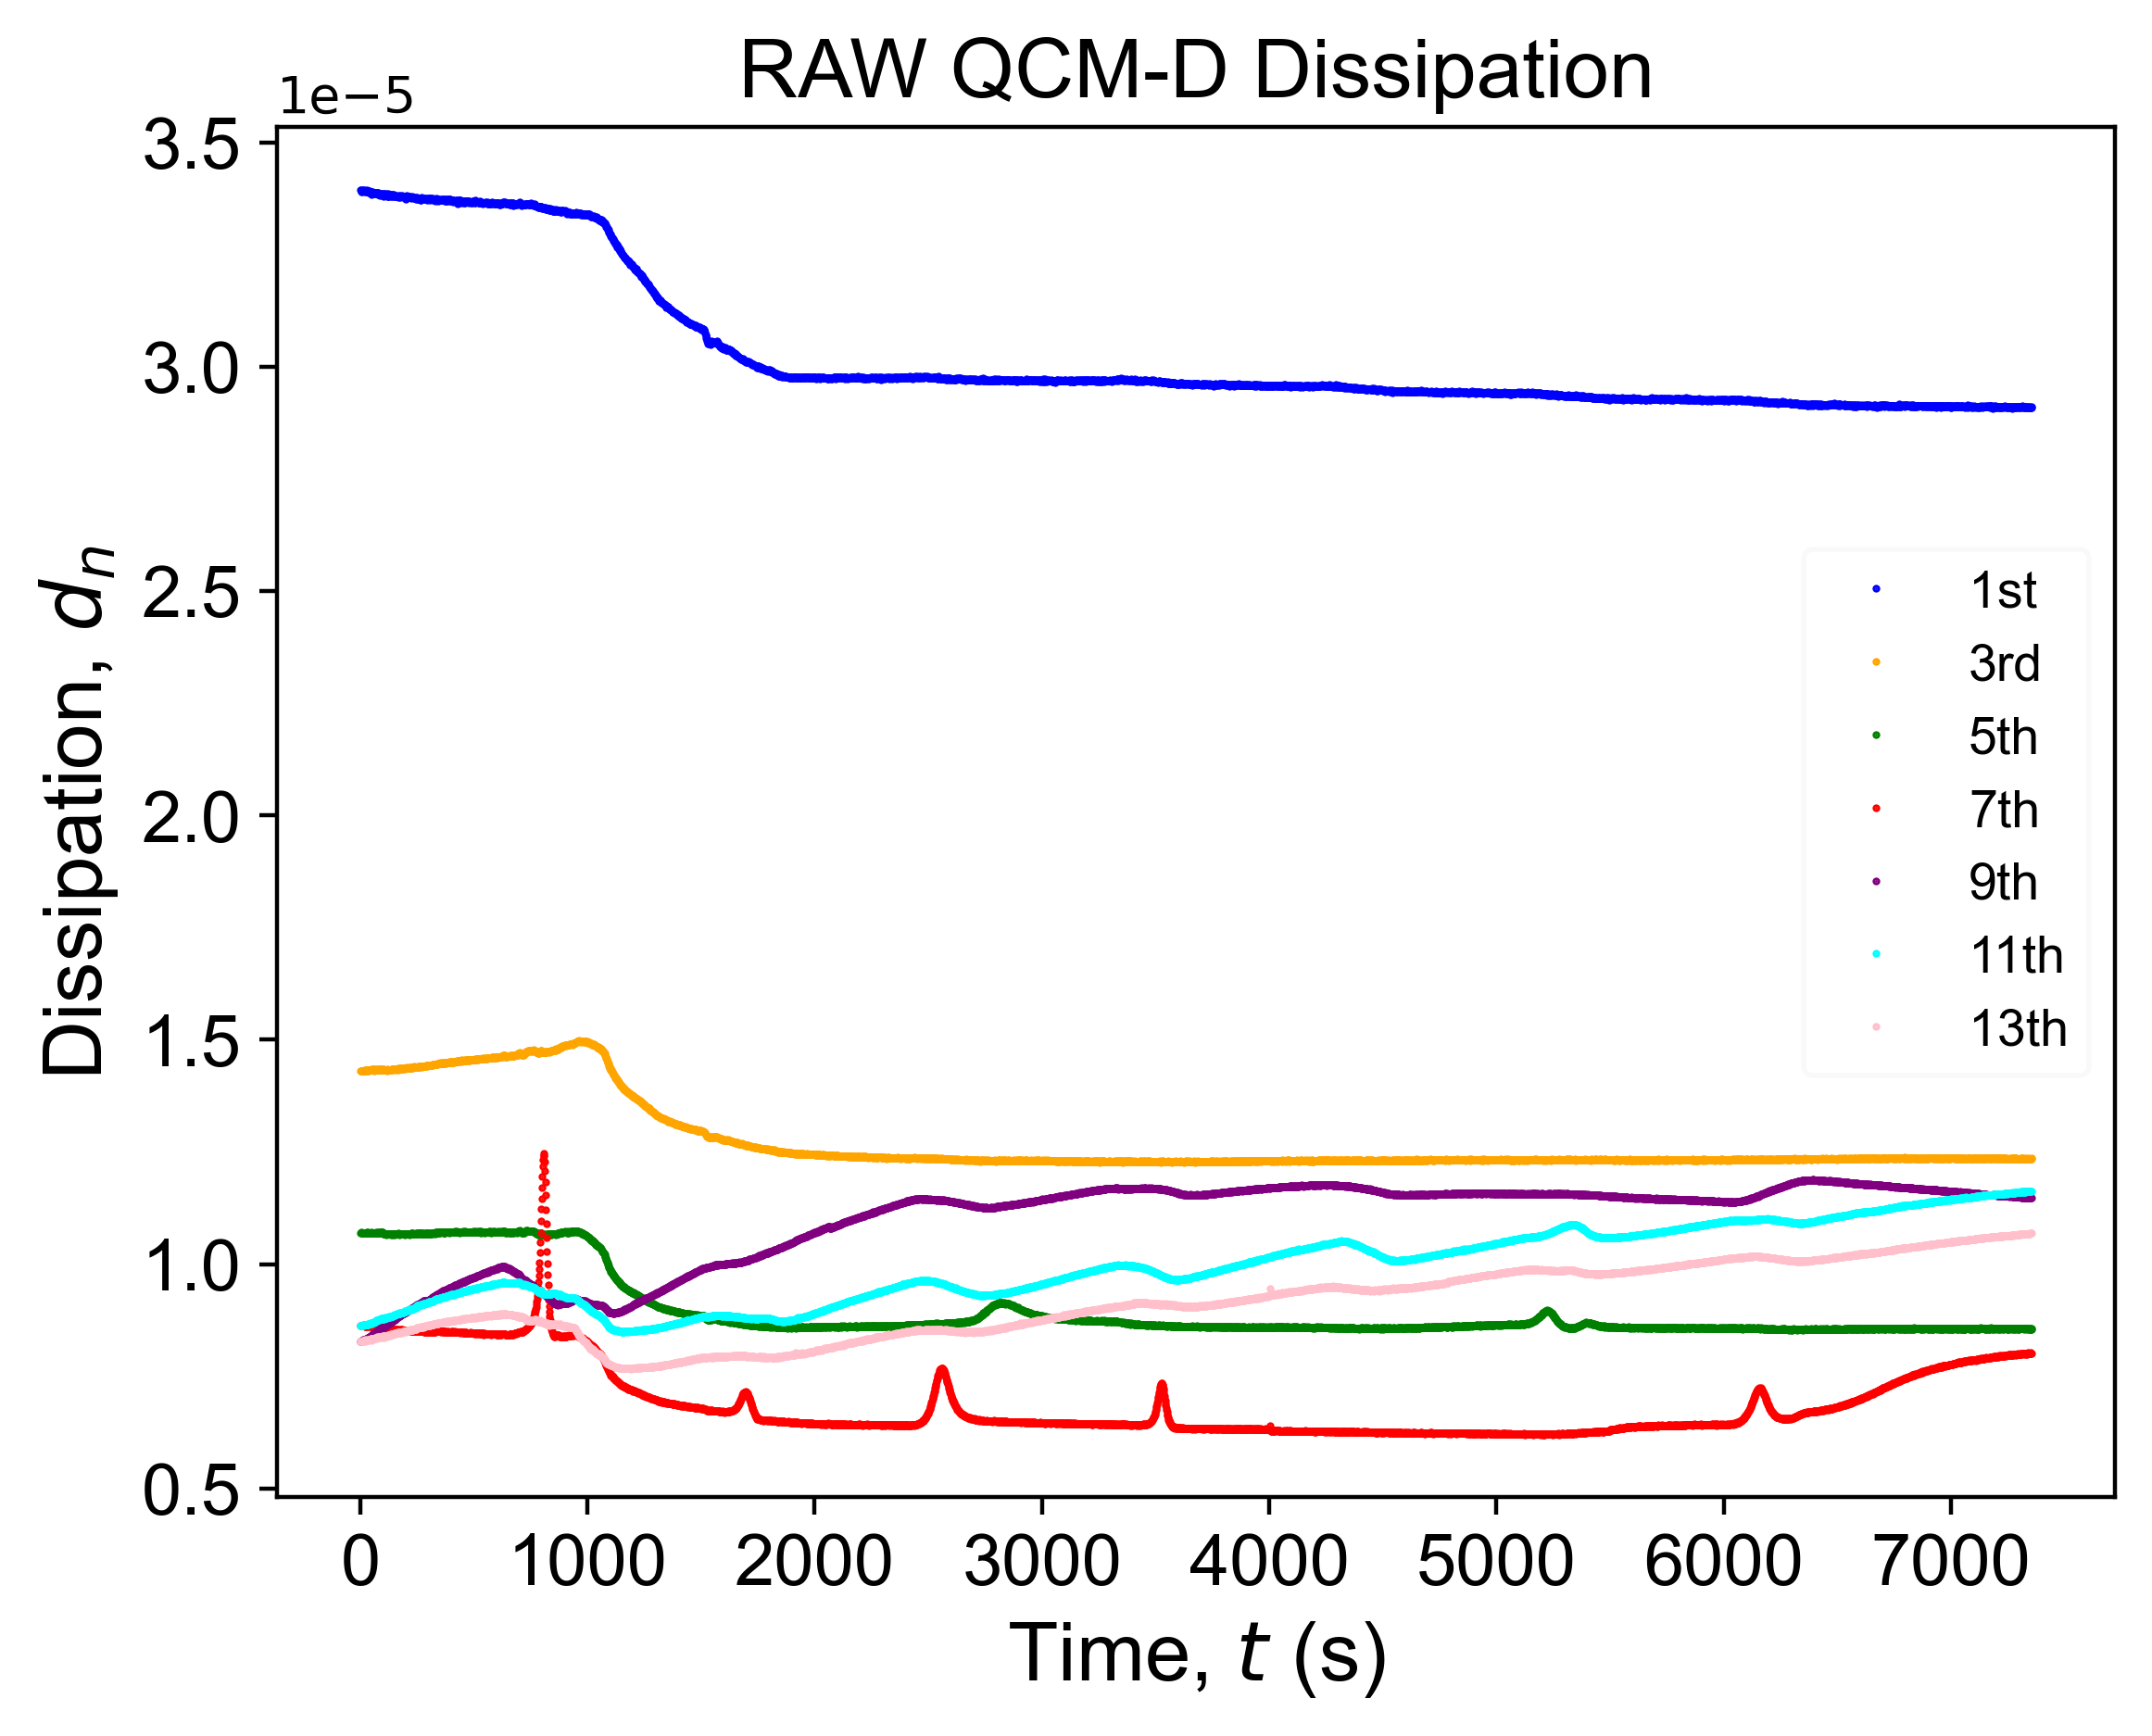 RAW QCM-D Dissipation
1e−5
3.5
3.0
2.5
2.0
1.5
1.0
0.5
Dissipation, dn
1st
3rd
5th
7th
9th
11th
13th
0 1000 2000 3000 4000 5000 6000 7000
Time, t (s)